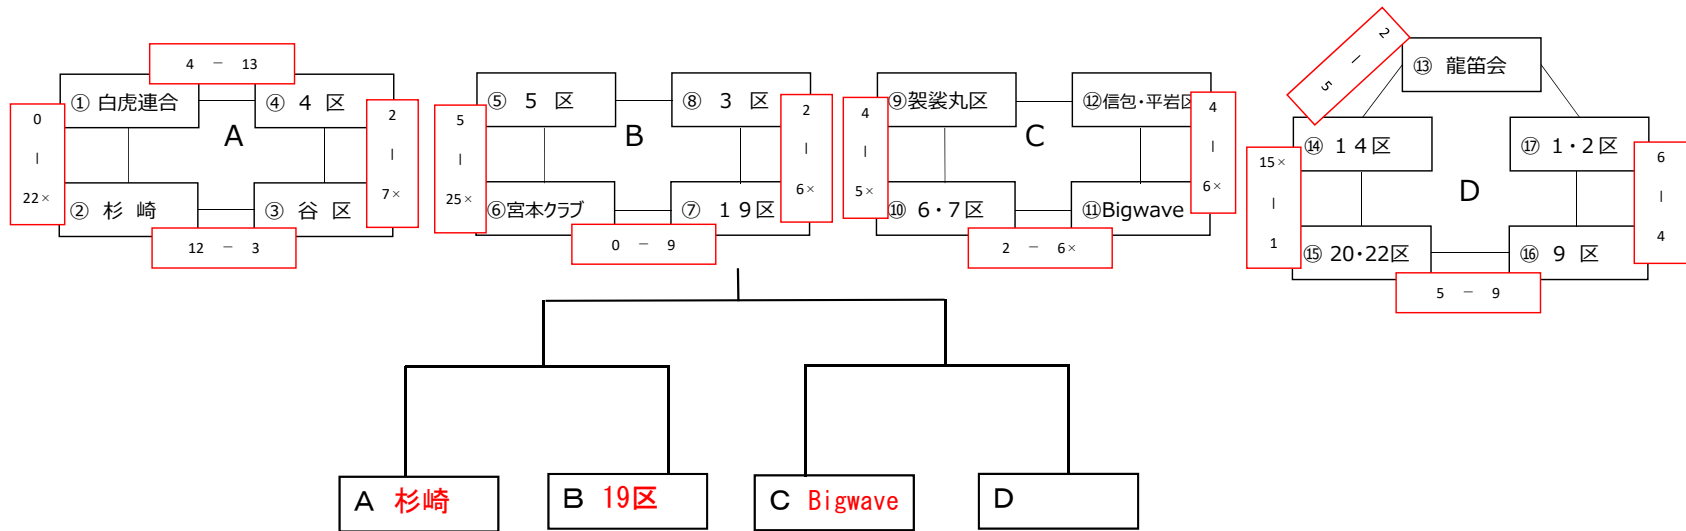 4 － 13
① 白虎連合
④ 4 区
0 － 22×
A
2 － 7×
② 杉 崎
③ 谷 区
12 － 3
⑤ 5 区
⑧ 3 区
5 － 25×
B
2 － 6×
⑥宮本クラブ
⑦ 19区
0 － 9
⑨袈裟丸区
⑫信包・平岩区
4 － 5×
C
4 － 6×
⑩ 6・7区
⑪Bigwave
2 － 6×
2 － 5
⑬ 龍笛会
⑭ 14区
⑰ 1・2区
15× － 1
D
6 － 4
⑮ 20・22区
⑯ 9 区
5 － 9
A 杉崎
B 19区
C Bigwave
D